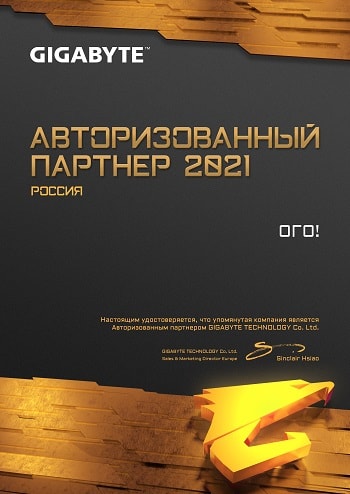 GIGABYTE™
АВТОРИЗОВАННЫЙ
ПАРТНЕР 2021
РОССИЯ
ОГО!
Настоящим удостоверяется, что упомянутая компания является
Авторизованным партнером GIGABYTE TECHNOLOGY Co. Ltd.
GIGABYTE TECHNOLOGY Co. Ltd.
Sales & Marketing Director Europe
Sinclair Hsiao